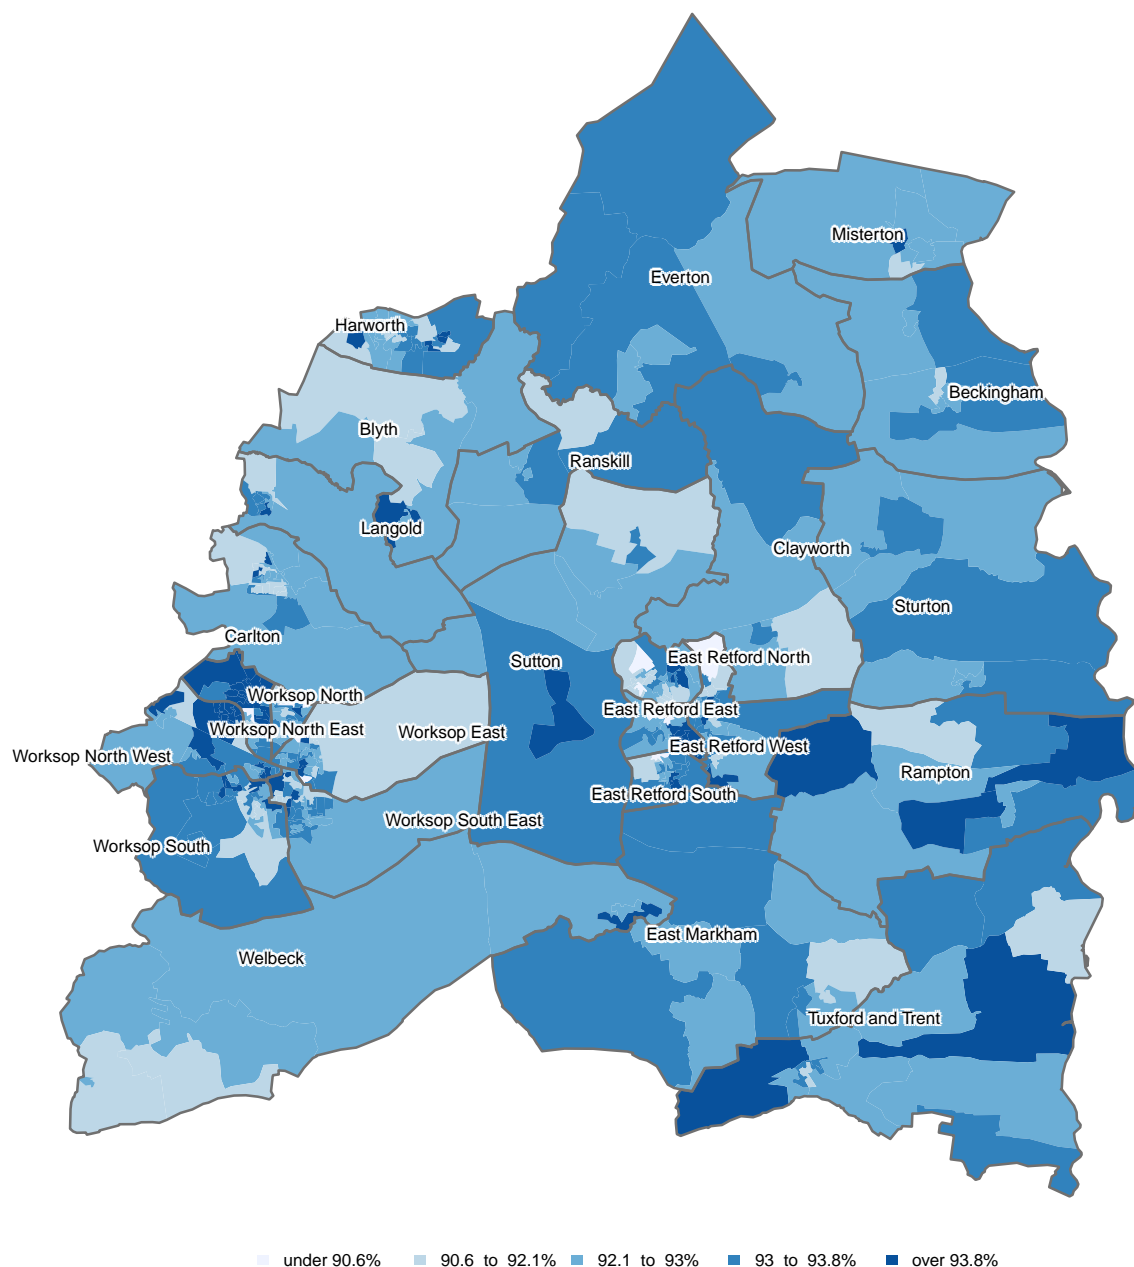 Misterton
Everton
Harworth
Beckingham
Blyth
Ranskill
Langold
Clayworth
Sturton
Carlton
East Retford North
Sutton
Worksop North
East Retford East
Worksop North East
Worksop East
East Retford West
Worksop North West
Rampton
East Retford South
Worksop South East
Worksop South
East Markham
Welbeck
Tuxford and Trent
under 90.6% 90.6 to 92.1% 92.1 to 93% 93 to 93.8% over 93.8%